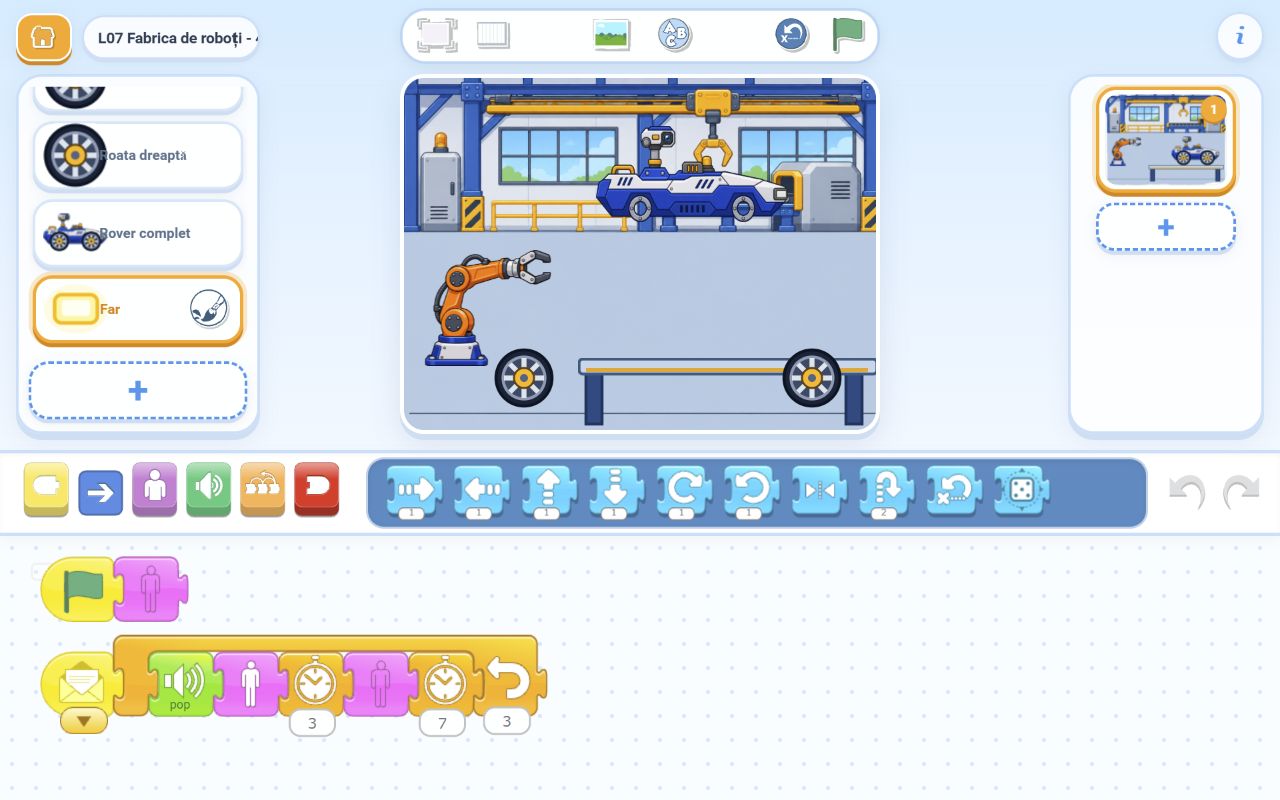 L07 Fabrica de roboți -
A
B
C
x
i
Roata dreaptă
Rover complet
Far
+
1
+
1
1
1
1
1
1
2
x
pop
3
7
3